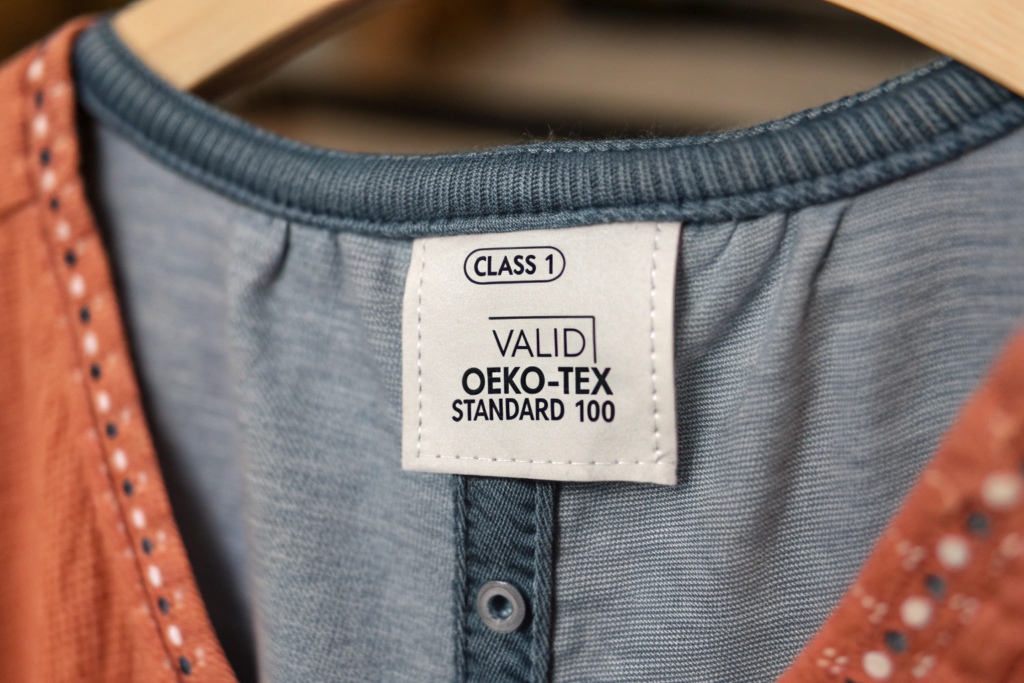 CLASS 1
VALID
OEKO-TEX
STANDARD 100